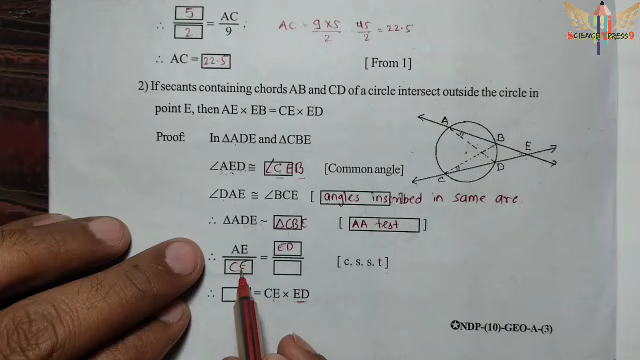 ∴ 5/2 = AC/9 ∴ AC = 9×5/2 45/2 = 22.5
∴ AC = 22.5 [From 1]
2) If secants containing chords AB and CD of a circle intersect outside the circle in
point E, then AE × EB = CE × ED
Proof: In ΔADE and ΔCBE
∠AED ≅ ∠CEB [Common angle]
∠DAE ≅ ∠BCE [angles inscribed in same arc
∴ ΔADE ~ ΔCBE [AA test]
∴ AE/CE = ED/ [c. s. s. t]
∴ = CE × ED
A
B
E
D
C
✪NDP-(10)-GEO-A-(3)
SCIENCE XPRESS9